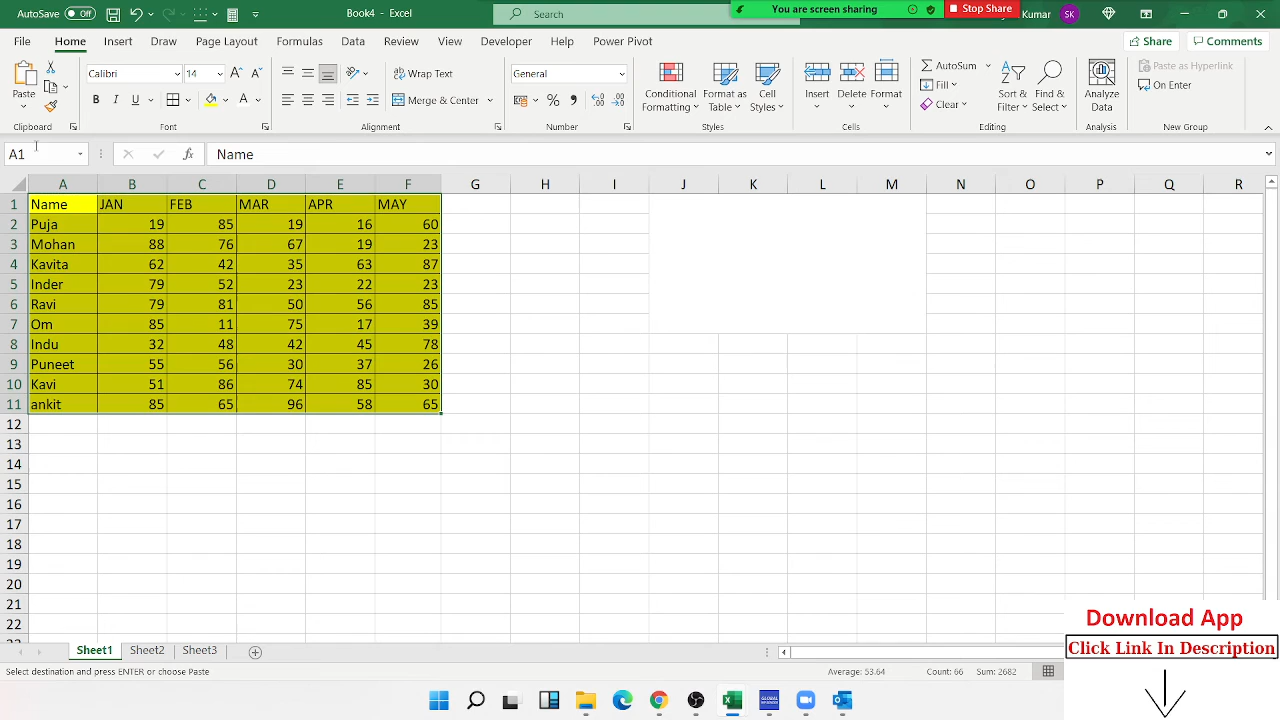 AutoSave Off Book4 - Excel Search You are screen sharing Stop Share Kumar SK
File Home Insert Draw Page Layout Formulas Data Review View Developer Help Power Pivot Share Comments
Paste Calibri 14 Wrap Text General Conditional Formatting Format as Table Cell Styles Insert Delete Format AutoSum Sort & Filter Find & Select Analyze Data Paste as Hyperlink
B I U A Merge & Center % Fill On Enter
Clear
Clipboard Font Alignment Number Styles Cells Editing Analysis New Group
A1 fx Name
A B C D E F G H I J K L M N O P Q R
1 Name JAN FEB MAR APR MAY
2 Puja 19 85 19 16 60
3 Mohan 88 76 67 19 23
4 Kavita 62 42 35 63 87
5 Inder 79 52 23 22 23
6 Ravi 79 81 50 56 85
7 Om 85 11 75 17 39
8 Indu 32 48 42 45 78
9 Puneet 55 56 30 37 26
10 Kavi 51 86 74 85 30
11 ankit 85 65 96 58 65
12
13
14
15
16
17
18
19
20
21
22
Download App
Click Link In Description
Sheet1 Sheet2 Sheet3
Select destination and press ENTER or choose Paste Average: 53.64 Count: 66 Sum: 2682